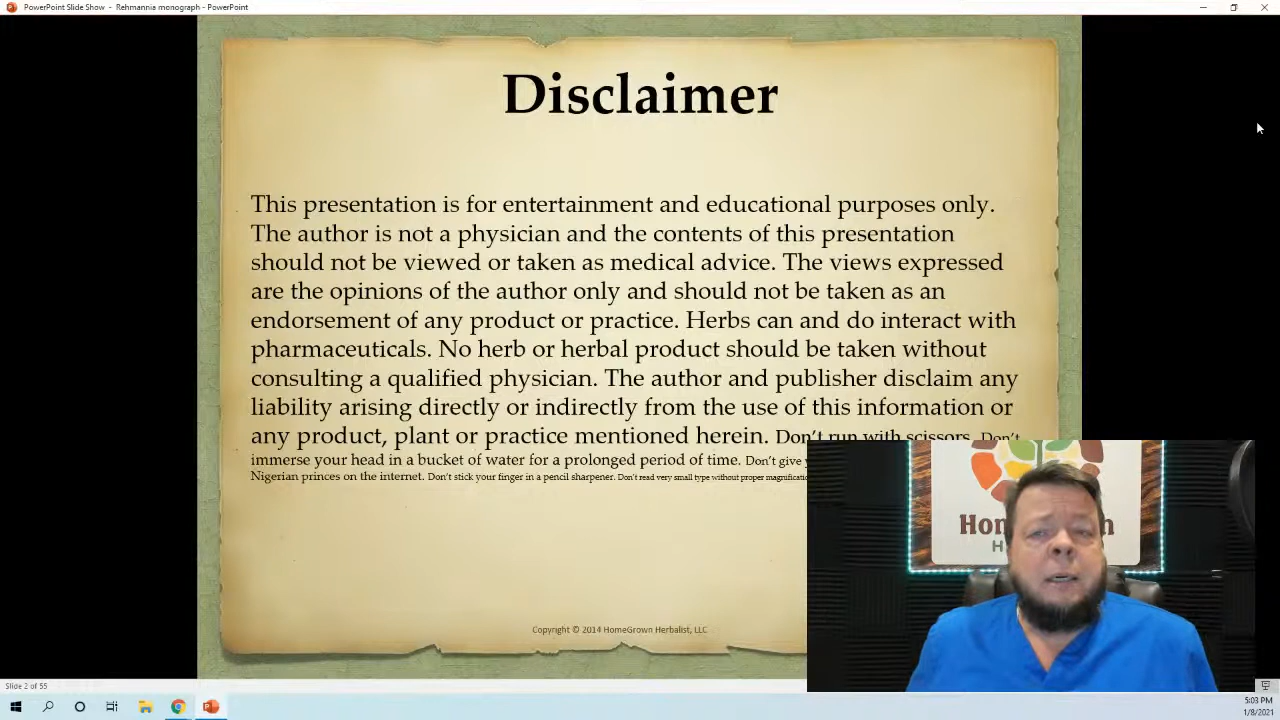 PowerPoint Slide Show - Rehmannia monograph - PowerPoint
Disclaimer
This presentation is for entertainment and educational purposes only.
The author is not a physician and the contents of this presentation
should not be viewed or taken as medical advice. The views expressed
are the opinions of the author only and should not be taken as an
endorsement of any product or practice. Herbs can and do interact with
pharmaceuticals. No herb or herbal product should be taken without
consulting a qualified physician. The author and publisher disclaim any
liability arising directly or indirectly from the use of this information or
any product, plant or practice mentioned herein. Don't run with scissors. Don't
immerse your head in a bucket of water for a prolonged period of time. Don't give
Nigerian princes on the internet. Don't stick your finger in a pencil sharpener. Don't read very small type without proper
Copyright © 2014 HomeGrown Herbalist, LLC
Slide 2 of 55
5:03 PM
1/8/2021